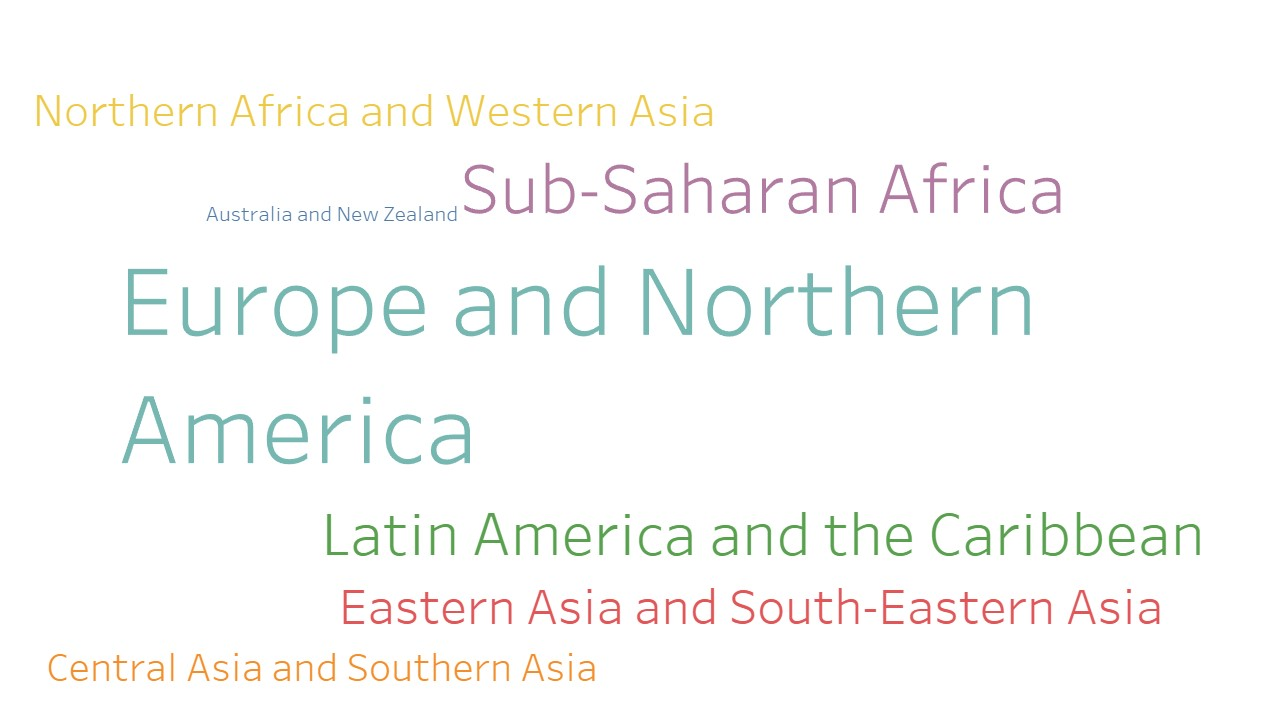 Northern Africa and Western Asia
Sub-Saharan Africa
Australia and New Zealand
Europe and Northern
America
Latin America and the Caribbean
Eastern Asia and South-Eastern Asia
Central Asia and Southern Asia